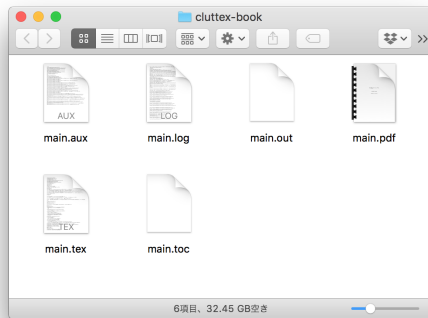 cluttex-book
AUX
LOG
main.aux
main.log
main.out
main.pdf
TEX
main.tex
main.toc
6項目、32.45 GB空き